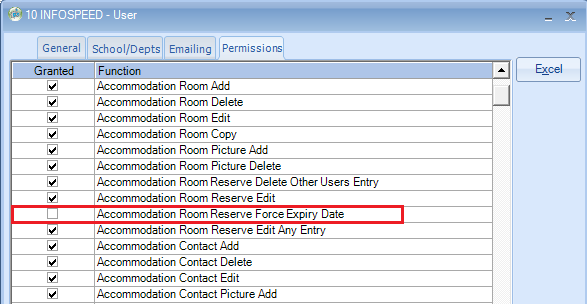 10 INFOSPEED - User
General School/Depts Emailing Permissions
Excel
Granted Function
Accommodation Room Add
Accommodation Room Delete
Accommodation Room Edit
Accommodation Room Copy
Accommodation Room Picture Add
Accommodation Room Picture Delete
Accommodation Room Reserve Delete Other Users Entry
Accommodation Room Reserve Edit
Accommodation Room Reserve Force Expiry Date
Accommodation Room Reserve Edit Any Entry
Accommodation Contact Add
Accommodation Contact Delete
Accommodation Contact Edit
Accommodation Contact Picture Add